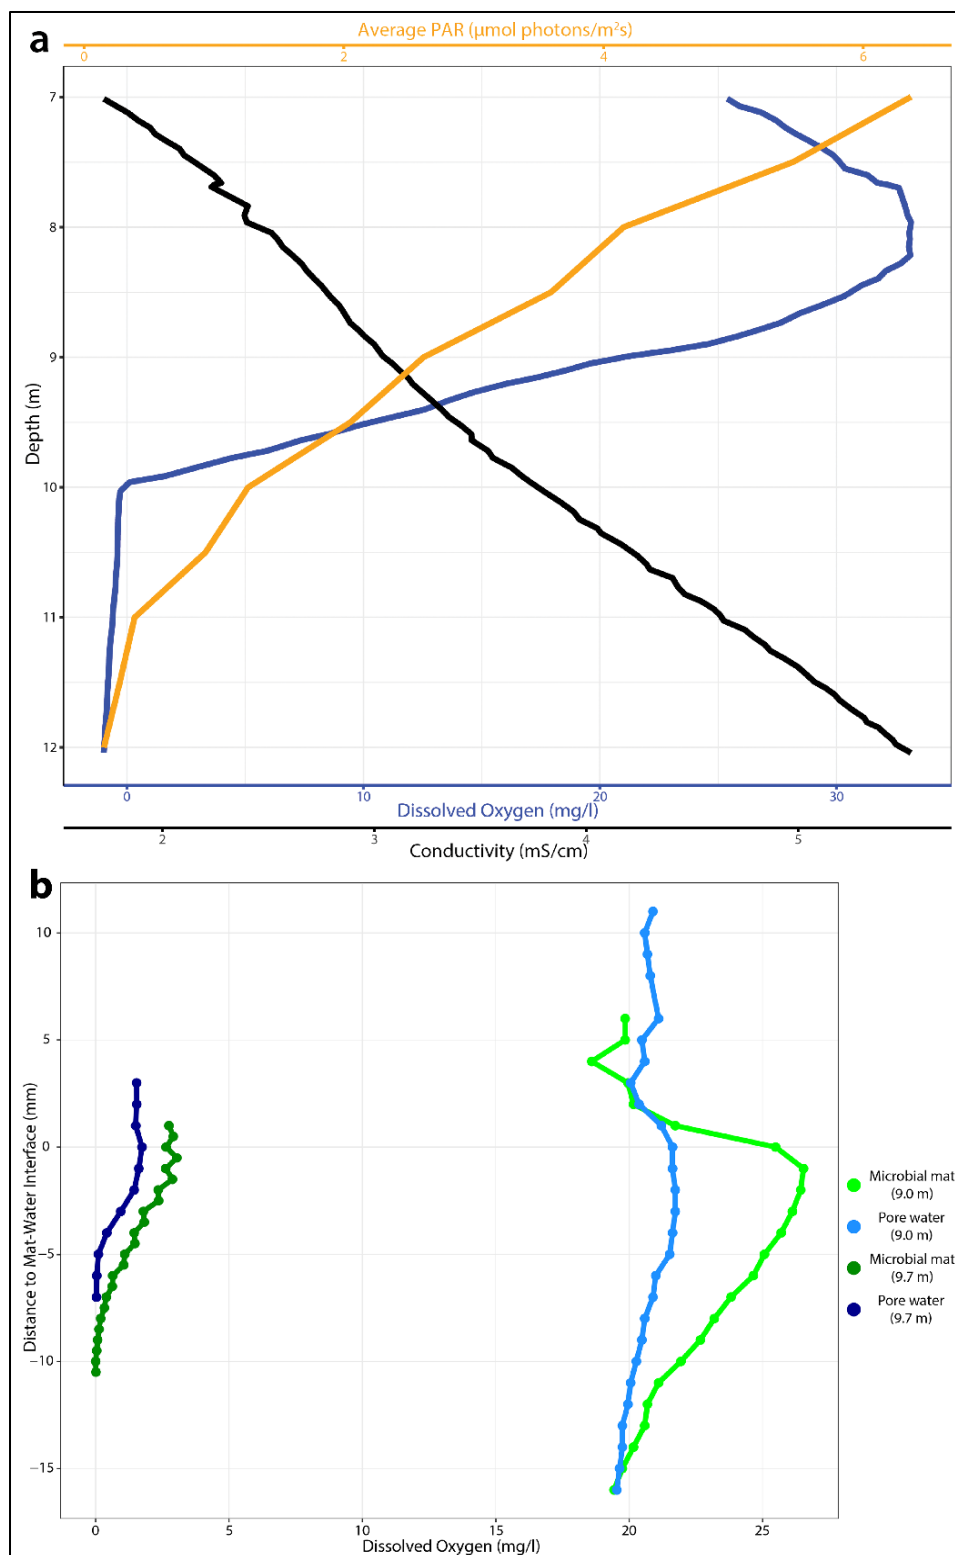 a
Average PAR (μmol photons/m²s)
0 2 4 6
7
8
9
10
11
12
Depth (m)
0 10 20 30
Dissolved Oxygen (mg/l)
2 3 4 5
Conductivity (mS/cm)
b
10
5
0
−5
−10
−15
Distance to Mat-Water Interface (mm)
0 5 10 15 20 25
Dissolved Oxygen (mg/l)
Microbial mat
(9.0 m)
Pore water
(9.0 m)
Microbial mat
(9.7 m)
Pore water
(9.7 m)